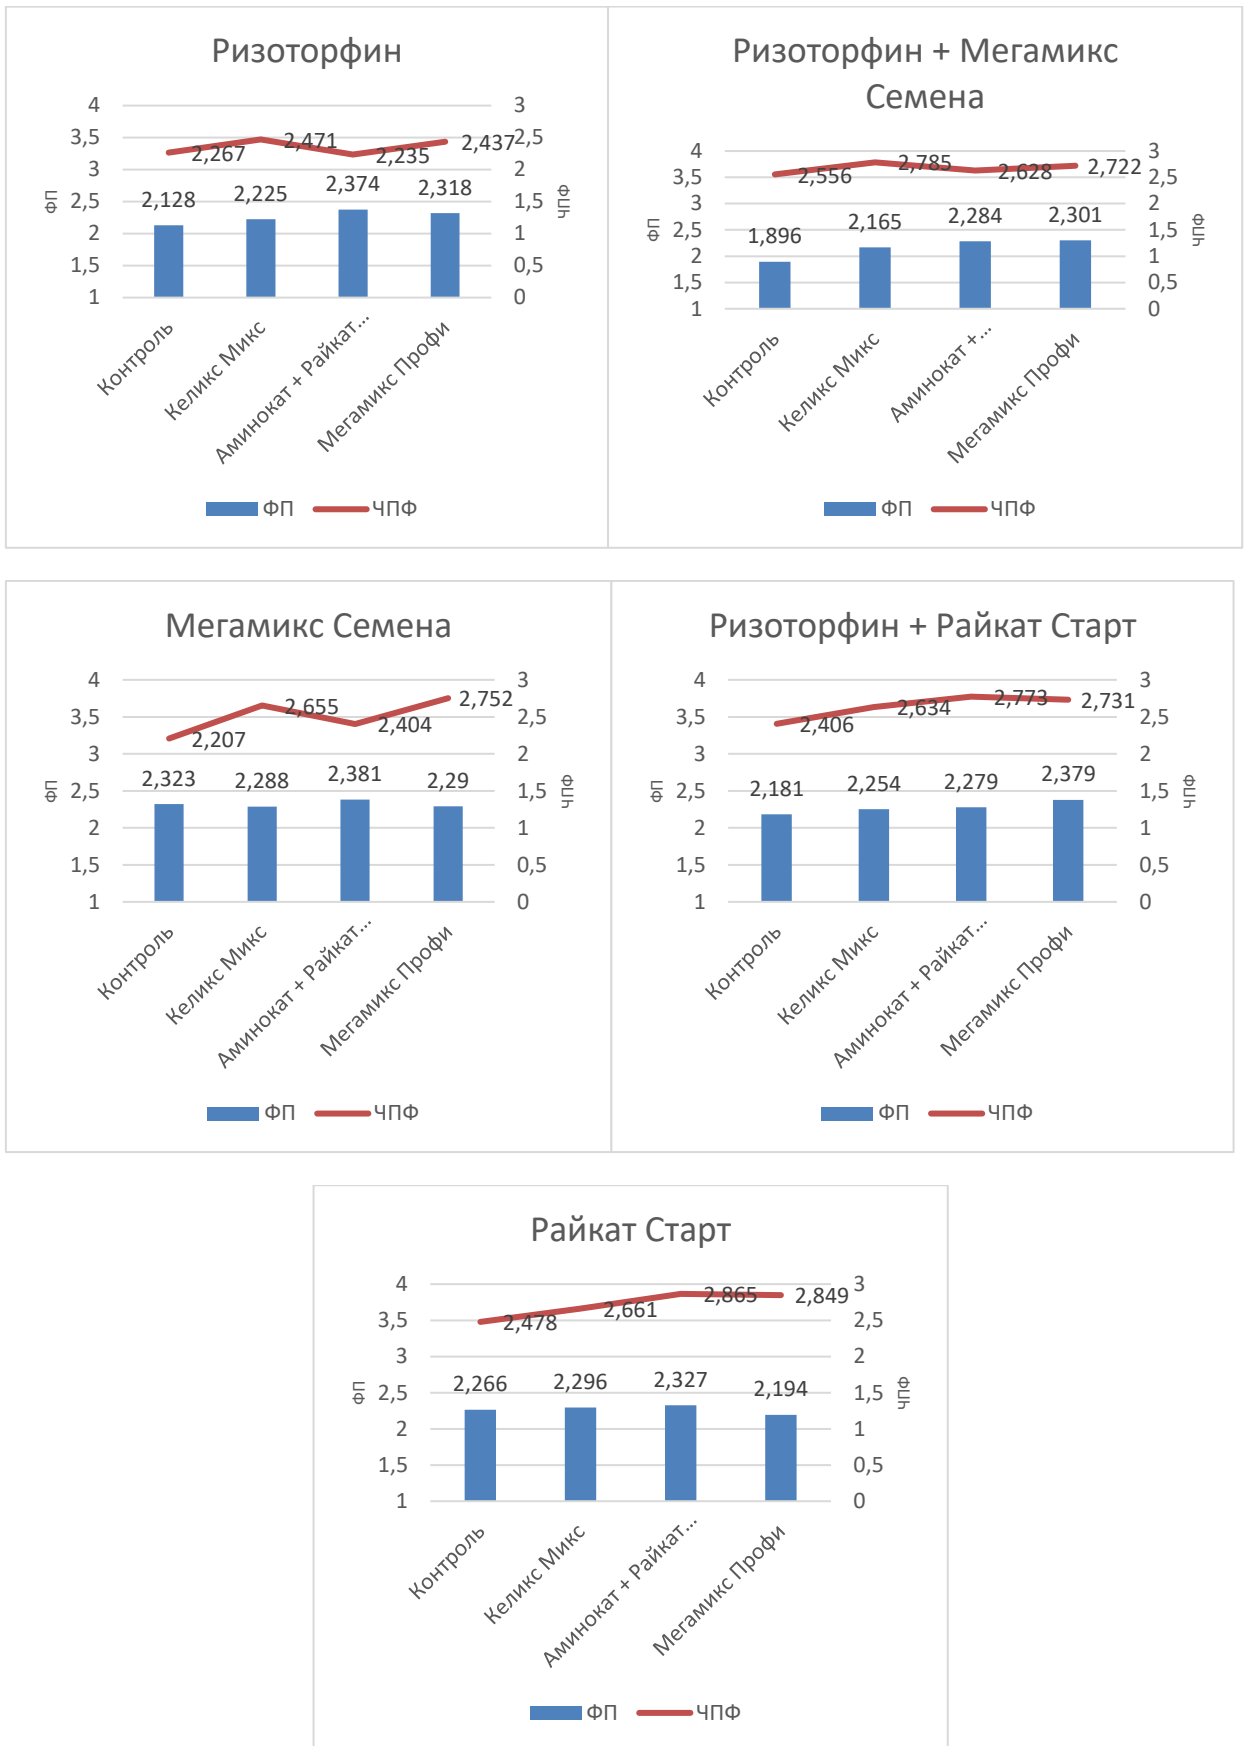 Ризоторфин
4
3,5
3
2,5
2
1,5
1
ФП
3
2,5
2
1,5
1
0,5
0
ЧПФ
2,267
2,471
2,235
2,437
2,128
2,225
2,374
2,318
Контроль
Келикс Микс
Аминокат + Райкат...
Мегамикс Профи
ФП
ЧПФ
Ризоторфин + Мегамикс
Семена
4
3,5
3
2,5
2
1,5
1
ФП
3
2,5
2
1,5
1
0,5
0
ЧПФ
2,556
2,785
2,628
2,722
1,896
2,165
2,284
2,301
Контроль
Келикс Микс
Аминокат +...
Мегамикс Профи
ФП
ЧПФ
Мегамикс Семена
4
3,5
3
2,5
2
1,5
1
ФП
3
2,5
2
1,5
1
0,5
0
ЧПФ
2,207
2,655
2,404
2,752
2,323
2,288
2,381
2,29
Контроль
Келикс Микс
Аминокат + Райкат...
Мегамикс Профи
ФП
ЧПФ
Ризоторфин + Райкат Старт
4
3,5
3
2,5
2
1,5
1
ФП
3
2,5
2
1,5
1
0,5
0
ЧПФ
2,406
2,634
2,773
2,731
2,181
2,254
2,279
2,379
Контроль
Келикс Микс
Аминокат + Райкат...
Мегамикс Профи
ФП
ЧПФ
Райкат Старт
4
3,5
3
2,5
2
1,5
1
ФП
3
2,5
2
1,5
1
0,5
0
ЧПФ
2,478
2,661
2,865
2,849
2,266
2,296
2,327
2,194
Контроль
Келикс Микс
Аминокат + Райкат...
Мегамикс Профи
ФП
ЧПФ